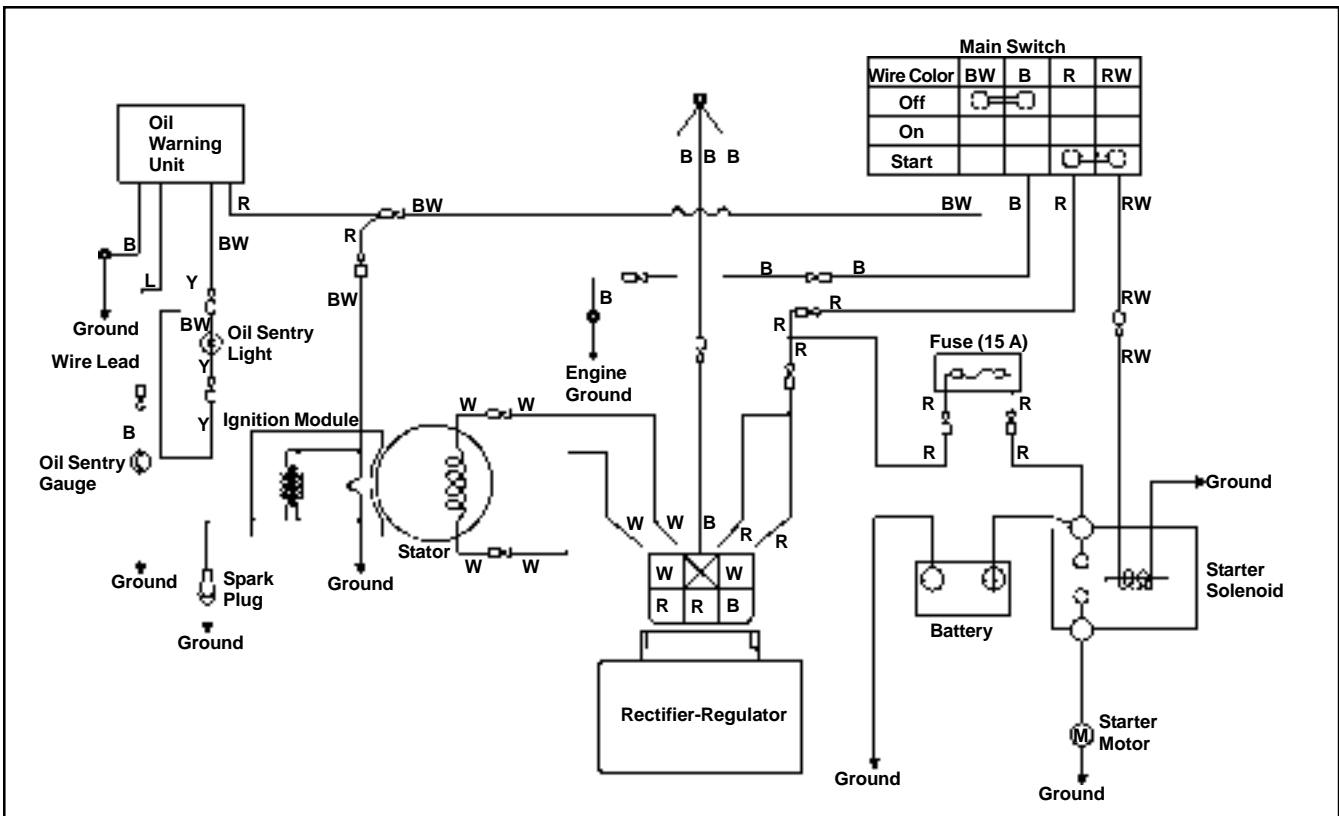 Main Switch
Wire Color BW B R RW
Off
On
Start
Oil
Warning
Unit
B B B
R
BW
BW B R RW
B
BW
R
L
Y
B B
BW
B
R
RW
Ground
BW
Oil Sentry
Light
R
R
Fuse (15 A)
RW
Wire Lead
Y
Engine
Ground
B
Y
Ignition Module
W W
R R
Oil Sentry
Gauge
R R
Ground
W W B R R
Stator
W W
Ground
Spark
Plug
Ground
Ground
W W
R R B
Battery
Starter
Solenoid
Rectifier-Regulator
M
Starter
Motor
Ground
Ground